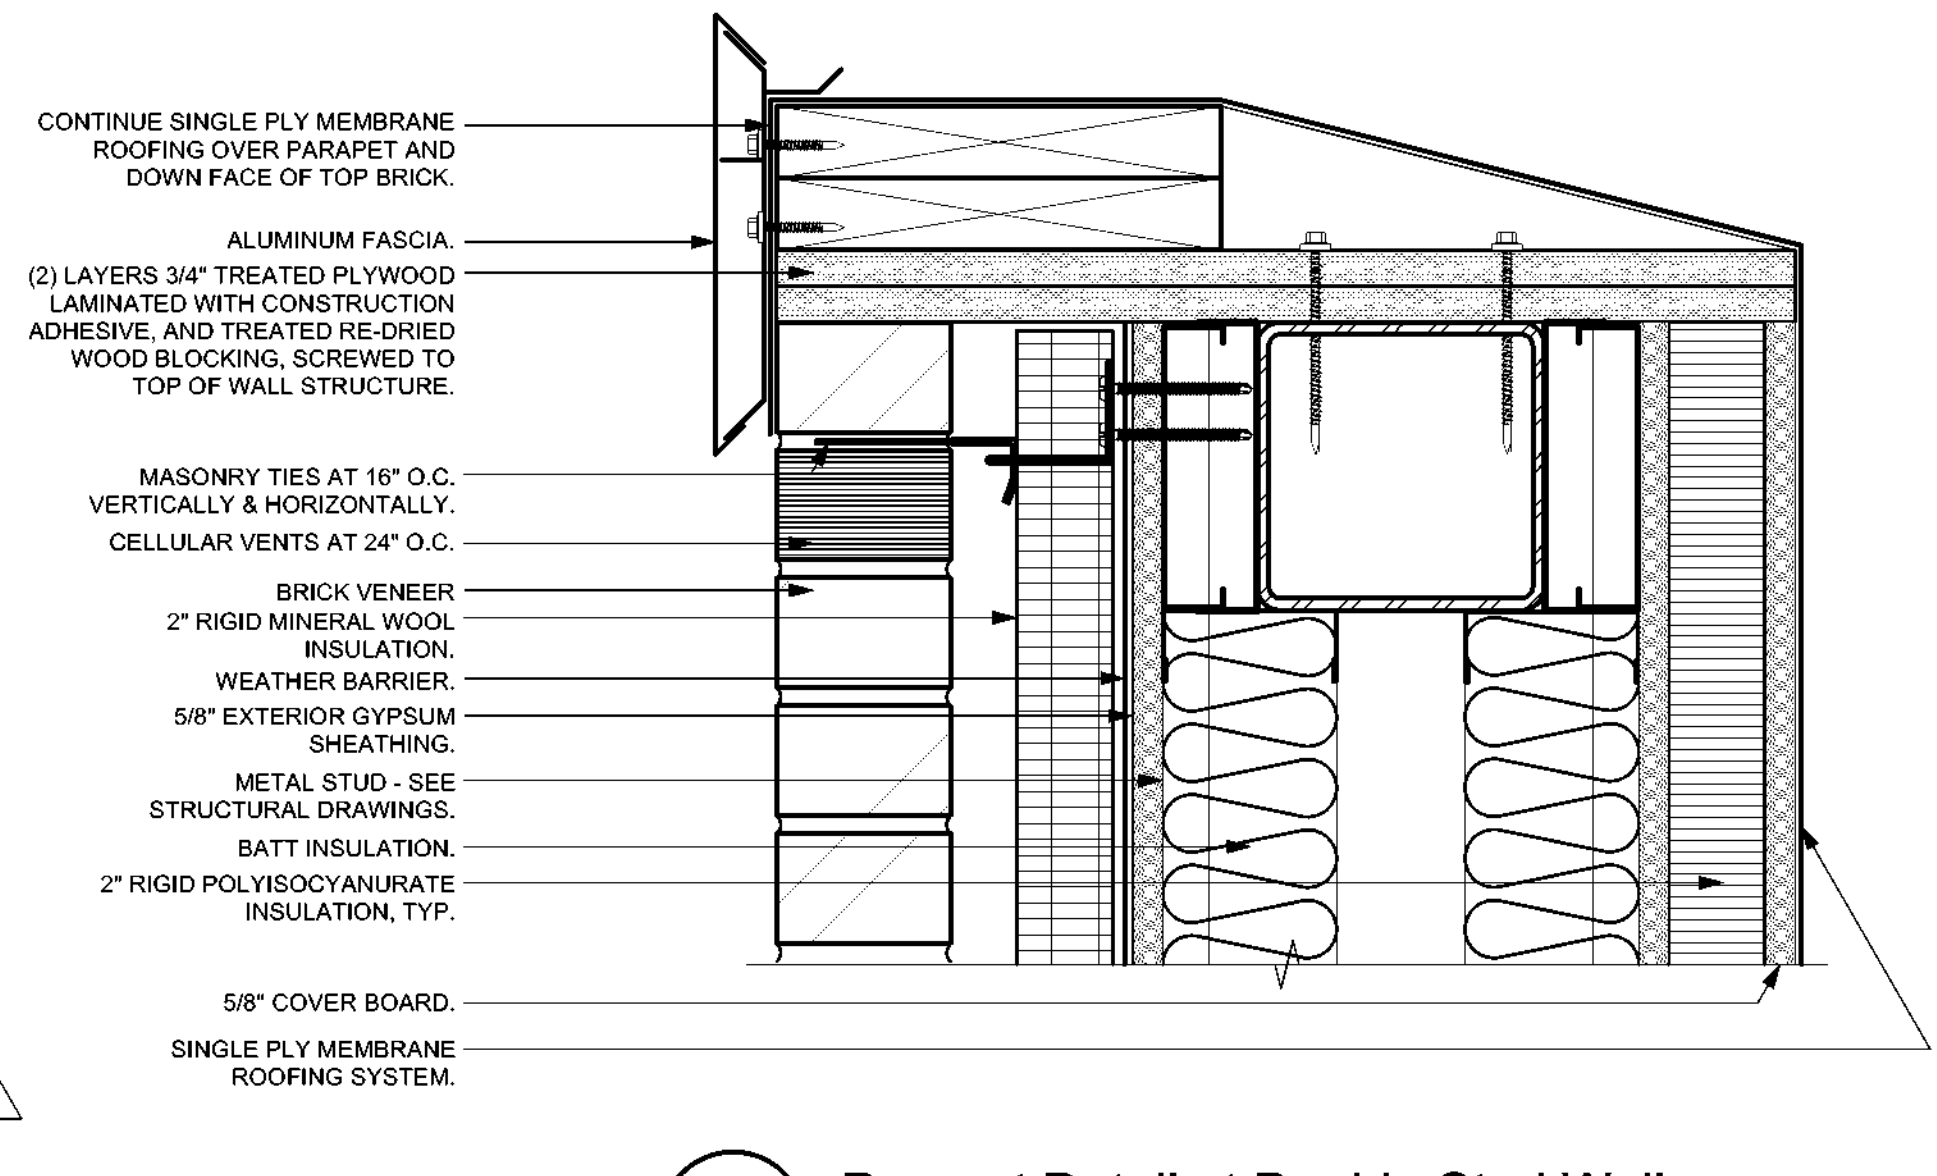 CONTINUE SINGLE PLY MEMBRANE
ROOFING OVER PARAPET AND
DOWN FACE OF TOP BRICK.
ALUMINUM FASCIA.
(2) LAYERS 3/4" TREATED PLYWOOD
LAMINATED WITH CONSTRUCTION
ADHESIVE, AND TREATED RE-DRIED
WOOD BLOCKING, SCREWED TO
TOP OF WALL STRUCTURE.
MASONRY TIES AT 16" O.C.
VERTICALLY & HORIZONTALLY.
CELLULAR VENTS AT 24" O.C.
BRICK VENEER
2" RIGID MINERAL WOOL
INSULATION.
WEATHER BARRIER.
5/8" EXTERIOR GYPSUM
SHEATHING.
METAL STUD - SEE
STRUCTURAL DRAWINGS.
BATT INSULATION.
2" RIGID POLYISOCYANURATE
INSULATION, TYP.
5/8" COVER BOARD.
SINGLE PLY MEMBRANE
ROOFING SYSTEM.